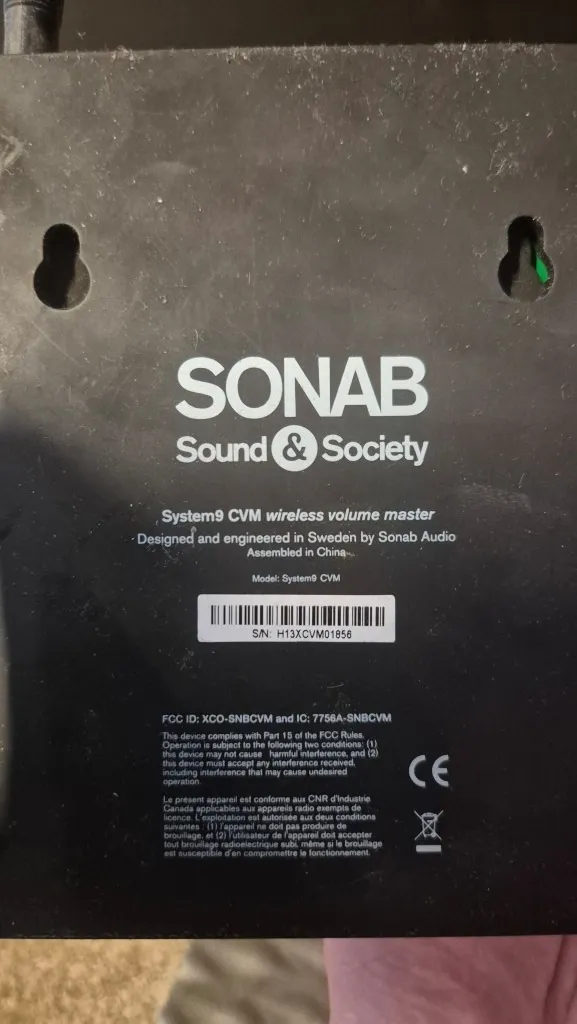 SONAB
Sound & Society
System9 CVM wireless volume master
Designed and engineered in Sweden by Sonab Audio
Assembled in China
Model: System9 CVM
S/N: H13XCVM01856
FCC ID: XCO-SNBCVM and IC: 7756A-SNBCVM
This device complies with Part 15 of the FCC Rules.
Operation is subject to the following two conditions: (1)
this device may not cause harmful interference, and (2)
this device must accept any interference received,
including interference that may cause undesired
operation.
Le présent appareil est conforme aux CNR d'Industrie
Canada applicables aux appareils radio exempts de
licence. L'exploitation est autorisée aux deux conditions
suivantes : (1) l'appareil ne doit pas produire de
brouillage, et (2) l'utilisateur de l'appareil doit accepter
tout brouillage radioélectrique subi, même si le brouillage
est susceptible d'en compromettre le fonctionnement.
CE